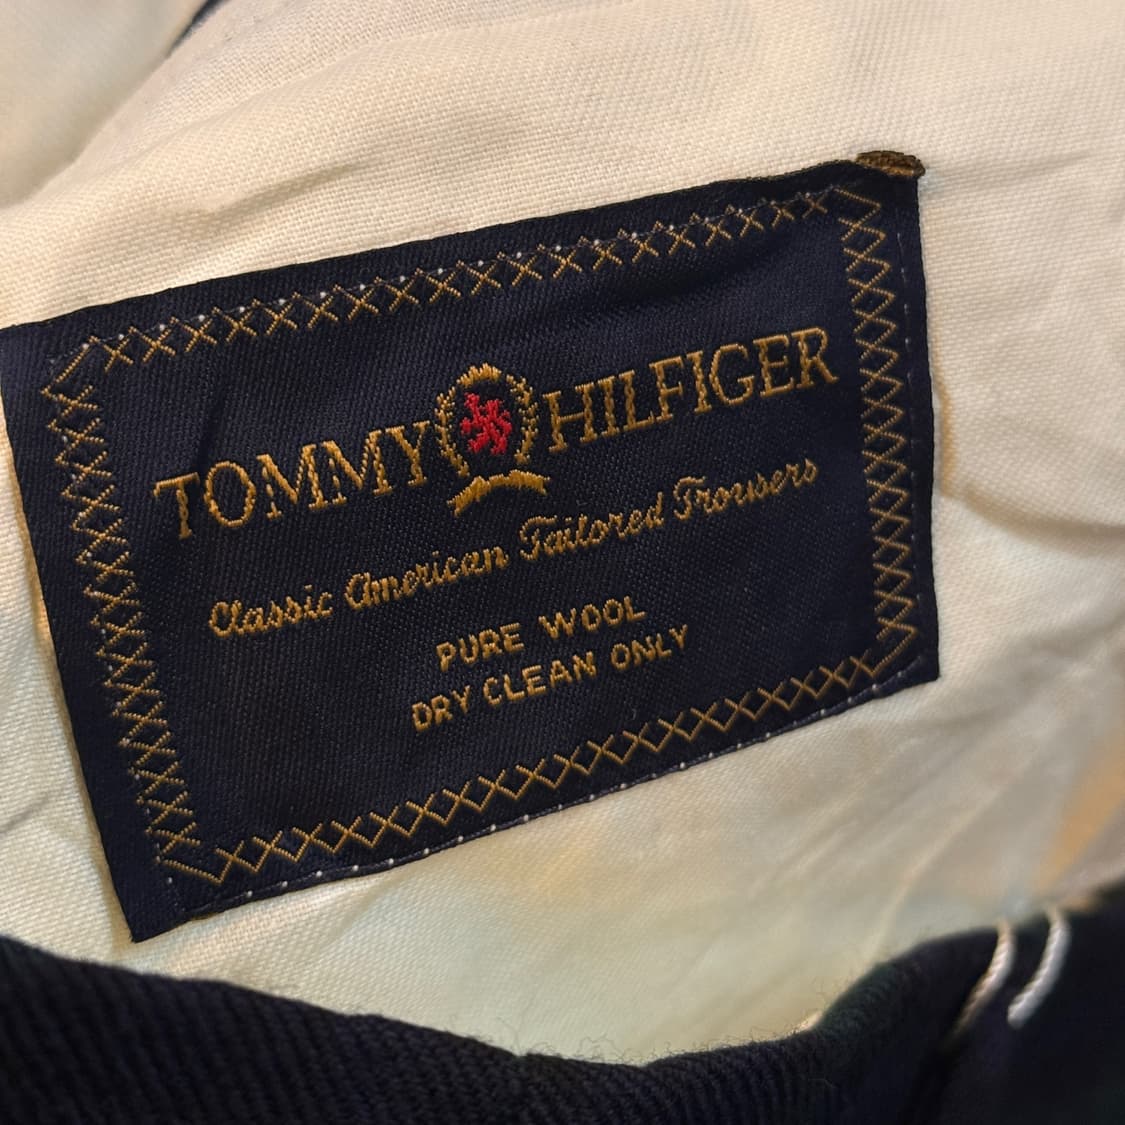 TOMMY HILFIGER
Classic American Tailored Trousers
PURE WOOL
DRY CLEAN ONLY